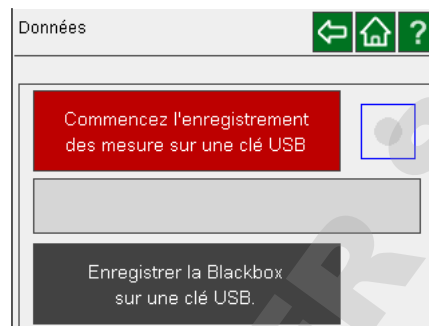 Données
?
Commencez l'enregistrement
des mesure sur une clé USB
Enregistrer la Blackbox
sur une clé USB.